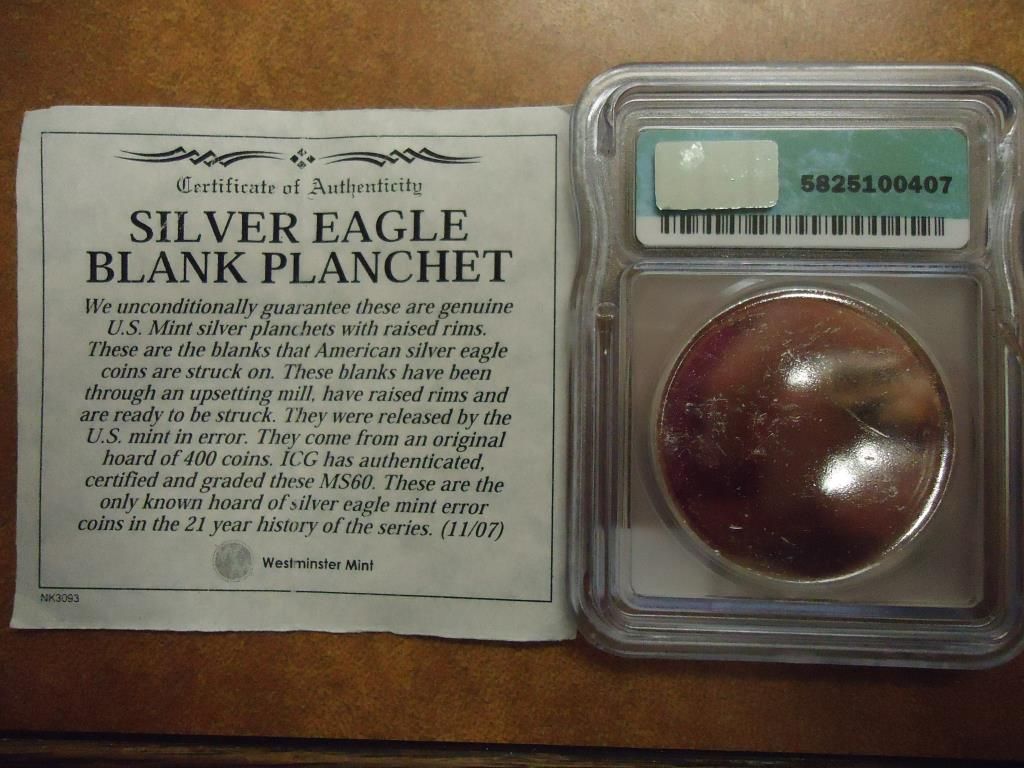 Certificate of Authenticity
SILVER EAGLE
BLANK PLANCHET
We unconditionally guarantee these are genuine
U.S. Mint silver planchets with raised rims.
These are the blanks that American silver eagle
coins are struck on. These blanks have been
through an upsetting mill, have raised rims and
are ready to be struck. They were released by the
U.S. mint in error. They come from an original
hoard of 400 coins. ICG has authenticated,
certified and graded these MS60. These are the
only known hoard of silver eagle mint error
coins in the 21 year history of the series. (11/07)
Westminster Mint
NK3093
5825100407